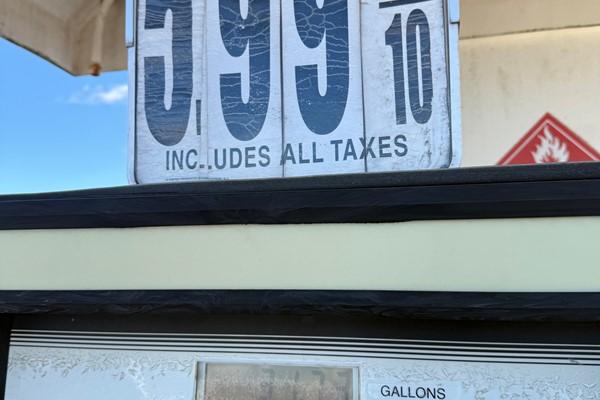 3.99 10
INCLUDES ALL TAXES
GALLONS